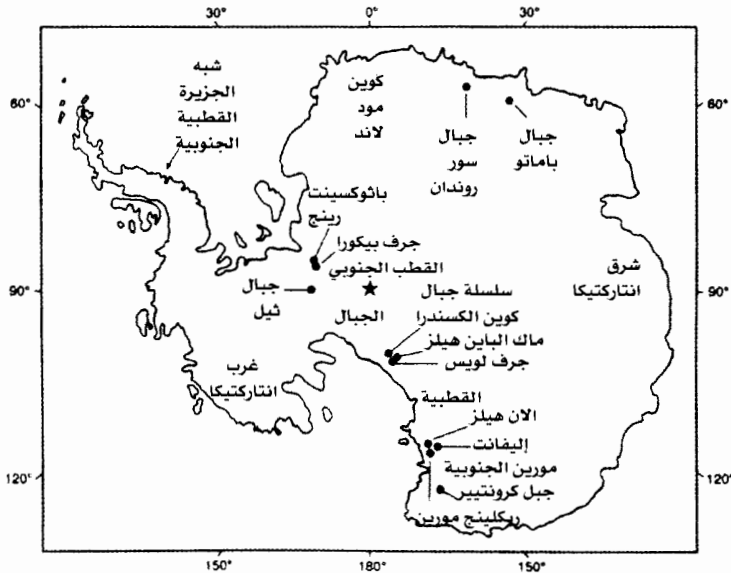 30°
0°
30°
شبه
الجزيرة
القطبية
الجنوبية
كوين
مود
لاند
جبال
سور
روندان
جبال
باماتو
60°
60°
باثوكسينت
رينج
جرف بيكورا
القطب الجنوبي
شرق
انتاركتيكا
90°
90°
جبال
ثيل
الجبال
سلسلة جبال
كوين الكسندرا
ماك الباين هيلز
جرف لويس
غرب
انتاركتيكا
القطبية
الان هيلز
إليفانت
مورين الجنوبية
جبل كرونتيير
ريكلينج مورين
120°
120°
150°
180°
150°